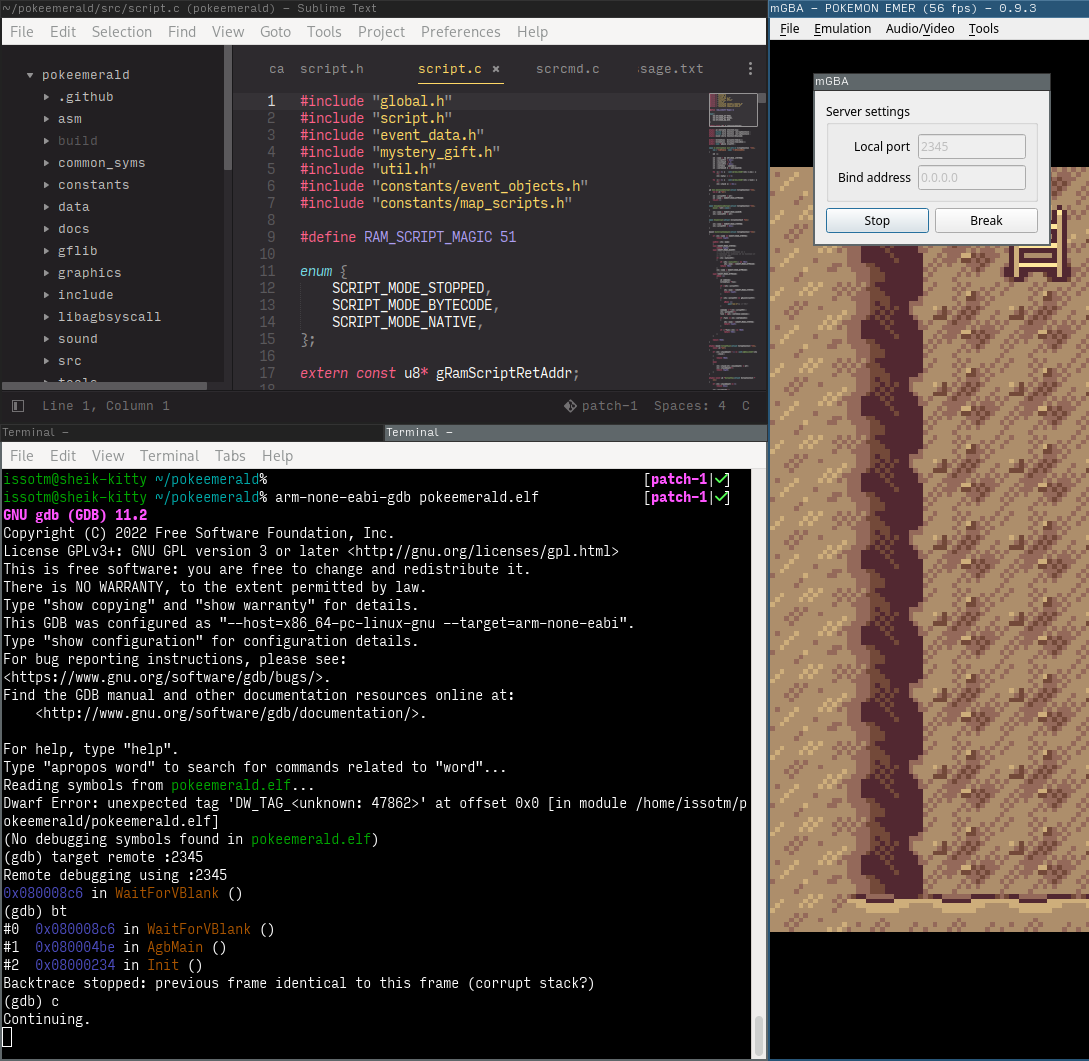 ~/pokeemerald/src/script.c (pokeemerald) – Sublime Text
File Edit Selection Find View Goto Tools Project Preferences Help
pokeemerald
.github
asm
build
common_syms
constants
data
docs
gflib
graphics
include
libagbsyscall
sound
src
tools
ca script.h script.c × scrcmd.c ssage.txt
1 #include "global.h"
2 #include "script.h"
3 #include "event_data.h"
4 #include "mystery_gift.h"
5 #include "util.h"
6 #include "constants/event_objects.h"
7 #include "constants/map_scripts.h"
8
9 #define RAM_SCRIPT_MAGIC 51
10
11 enum {
12 SCRIPT_MODE_STOPPED,
13 SCRIPT_MODE_BYTECODE,
14 SCRIPT_MODE_NATIVE,
15 };
16
17 extern const u8* gRamScriptRetAddr;
18
Line 1, Column 1 patch-1 Spaces: 4 C
Terminal –
Terminal –
File Edit View Terminal Tabs Help
issotm@sheik-kitty ~/pokeemerald% [patch-1|✓]
issotm@sheik-kitty ~/pokeemerald% arm-none-eabi-gdb pokeemerald.elf [patch-1|✓]
GNU gdb (GDB) 11.2
Copyright (C) 2022 Free Software Foundation, Inc.
License GPLv3+: GNU GPL version 3 or later <http://gnu.org/licenses/gpl.html>
This is free software: you are free to change and redistribute it.
There is NO WARRANTY, to the extent permitted by law.
Type "show copying" and "show warranty" for details.
This GDB was configured as "--host=x86_64-pc-linux-gnu --target=arm-none-eabi".
Type "show configuration" for configuration details.
For bug reporting instructions, please see:
<https://www.gnu.org/software/gdb/bugs/>.
Find the GDB manual and other documentation resources online at:
<http://www.gnu.org/software/gdb/documentation/>.
For help, type "help".
Type "apropos word" to search for commands related to "word"...
Reading symbols from pokeemerald.elf...
Dwarf Error: unexpected tag 'DW_TAG_<unknown: 47862>' at offset 0x0 [in module /home/issotm/p
okeemerald/pokeemerald.elf]
(No debugging symbols found in pokeemerald.elf)
(gdb) target remote :2345
Remote debugging using :2345
0x080008c6 in WaitForVBlank ()
(gdb) bt
#0 0x080008c6 in WaitForVBlank ()
#1 0x080004be in AgbMain ()
#2 0x08000234 in Init ()
Backtrace stopped: previous frame identical to this frame (corrupt stack?)
(gdb) c
Continuing.
mGBA – POKEMON EMER (56 fps) – 0.9.3
File Emulation Audio/Video Tools
mGBA
Server settings
Local port 2345
Bind address 0.0.0.0
Stop Break